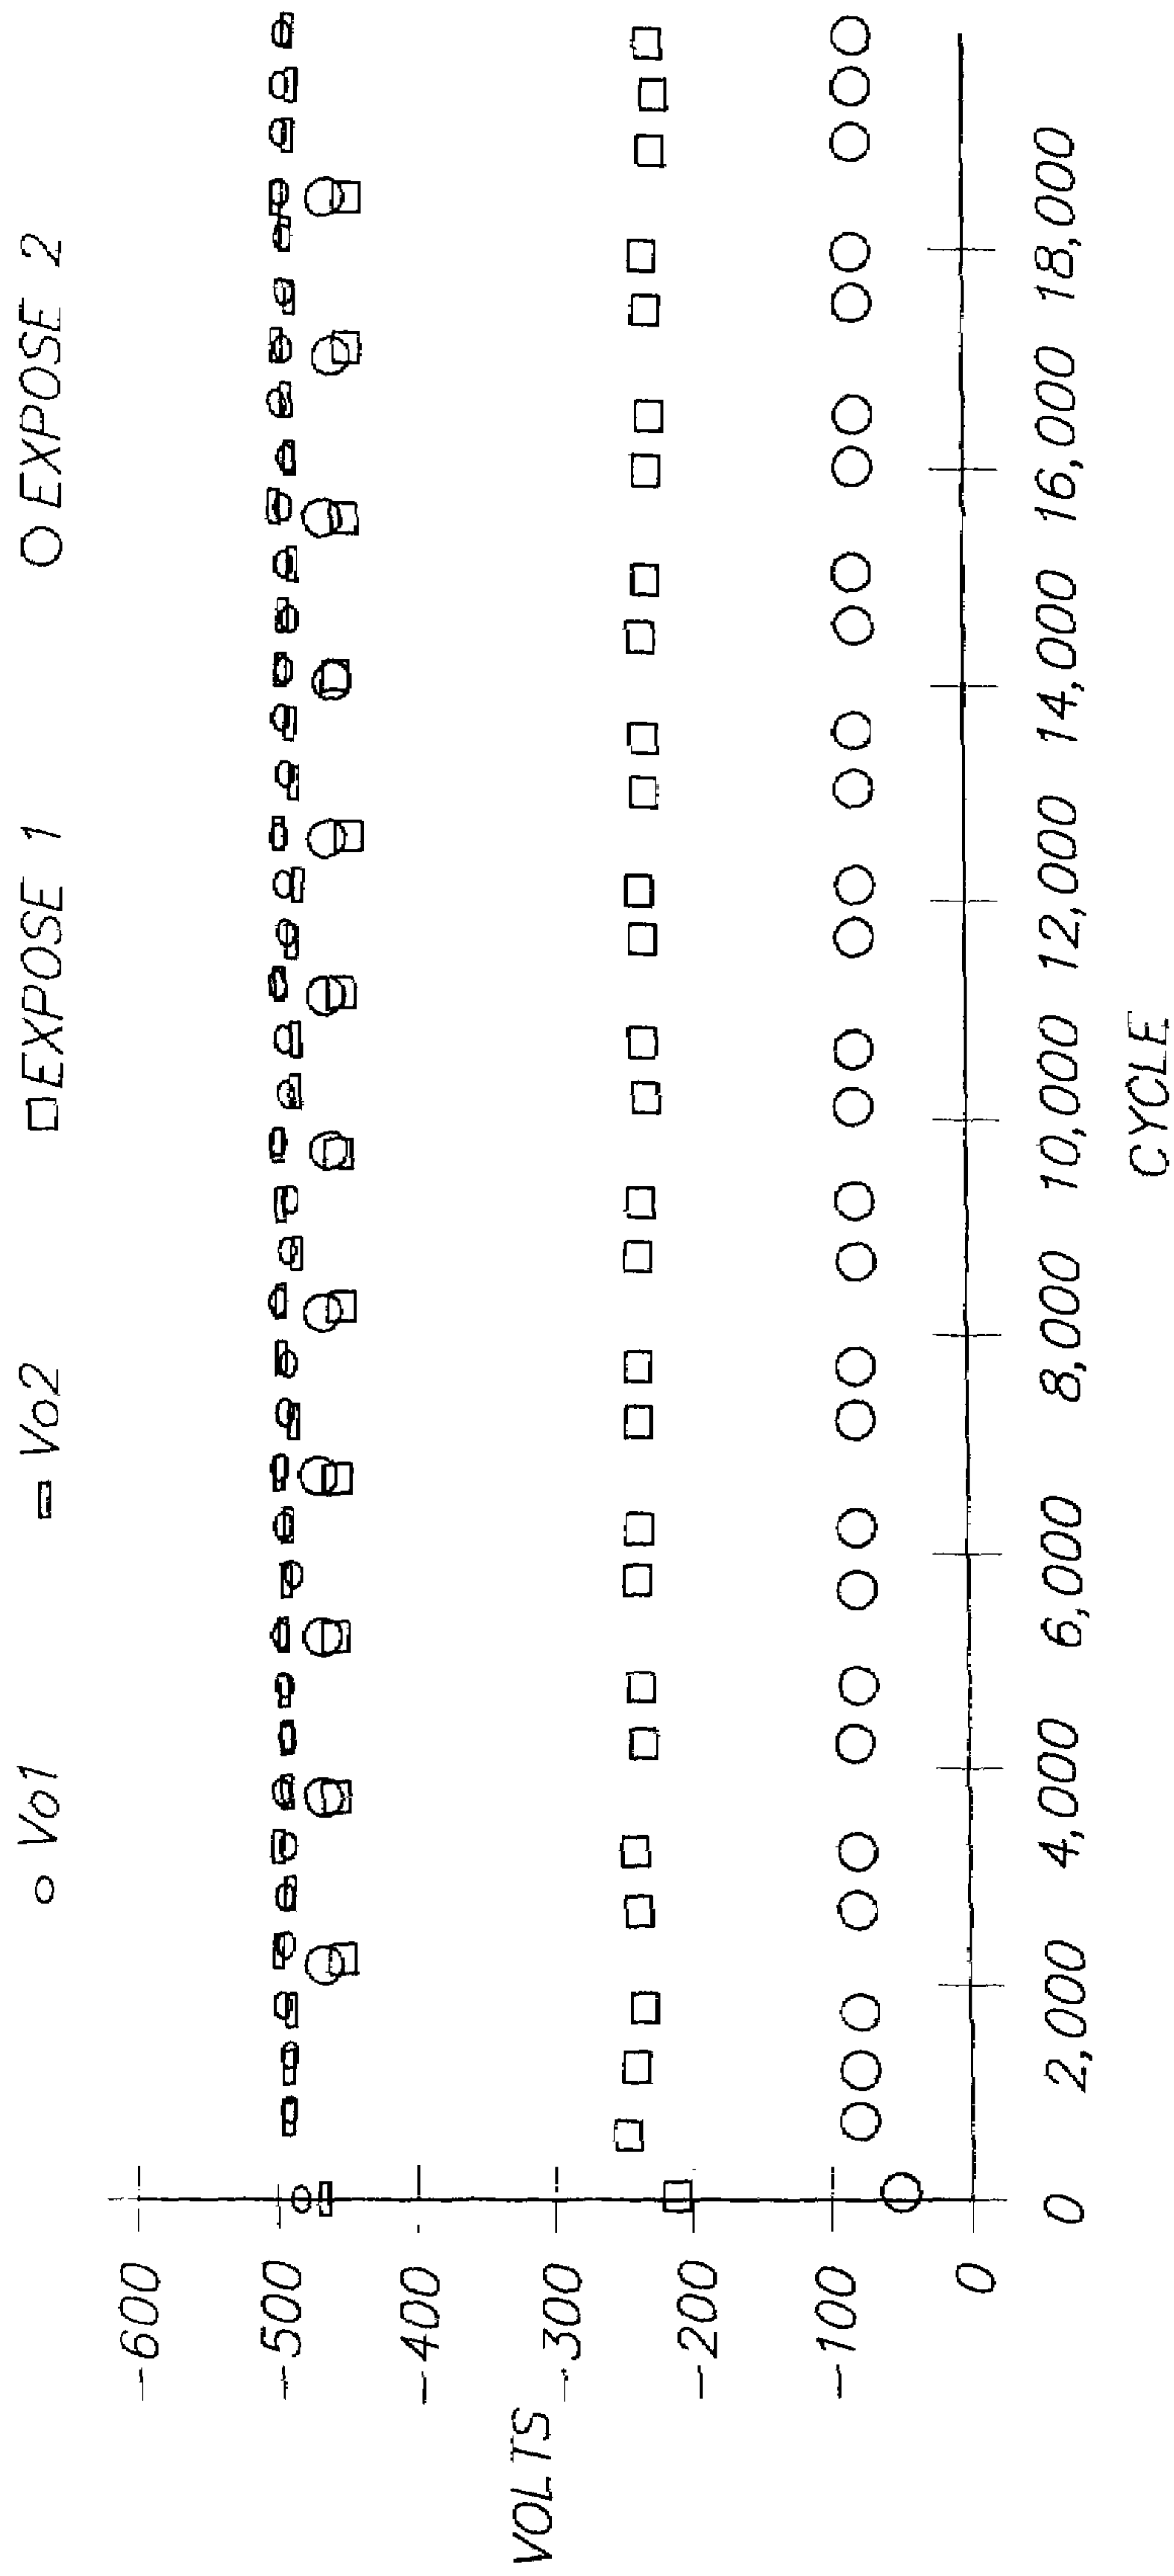 ○ Vo1 ▭ Vo2 □ EXPOSE 1 ○ EXPOSE 2
-600
-500
-400
-300
-200
-100
0
VOLTS
0 2,000 4,000 6,000 8,000 10,000 12,000 14,000 16,000 18,000
CYCLE